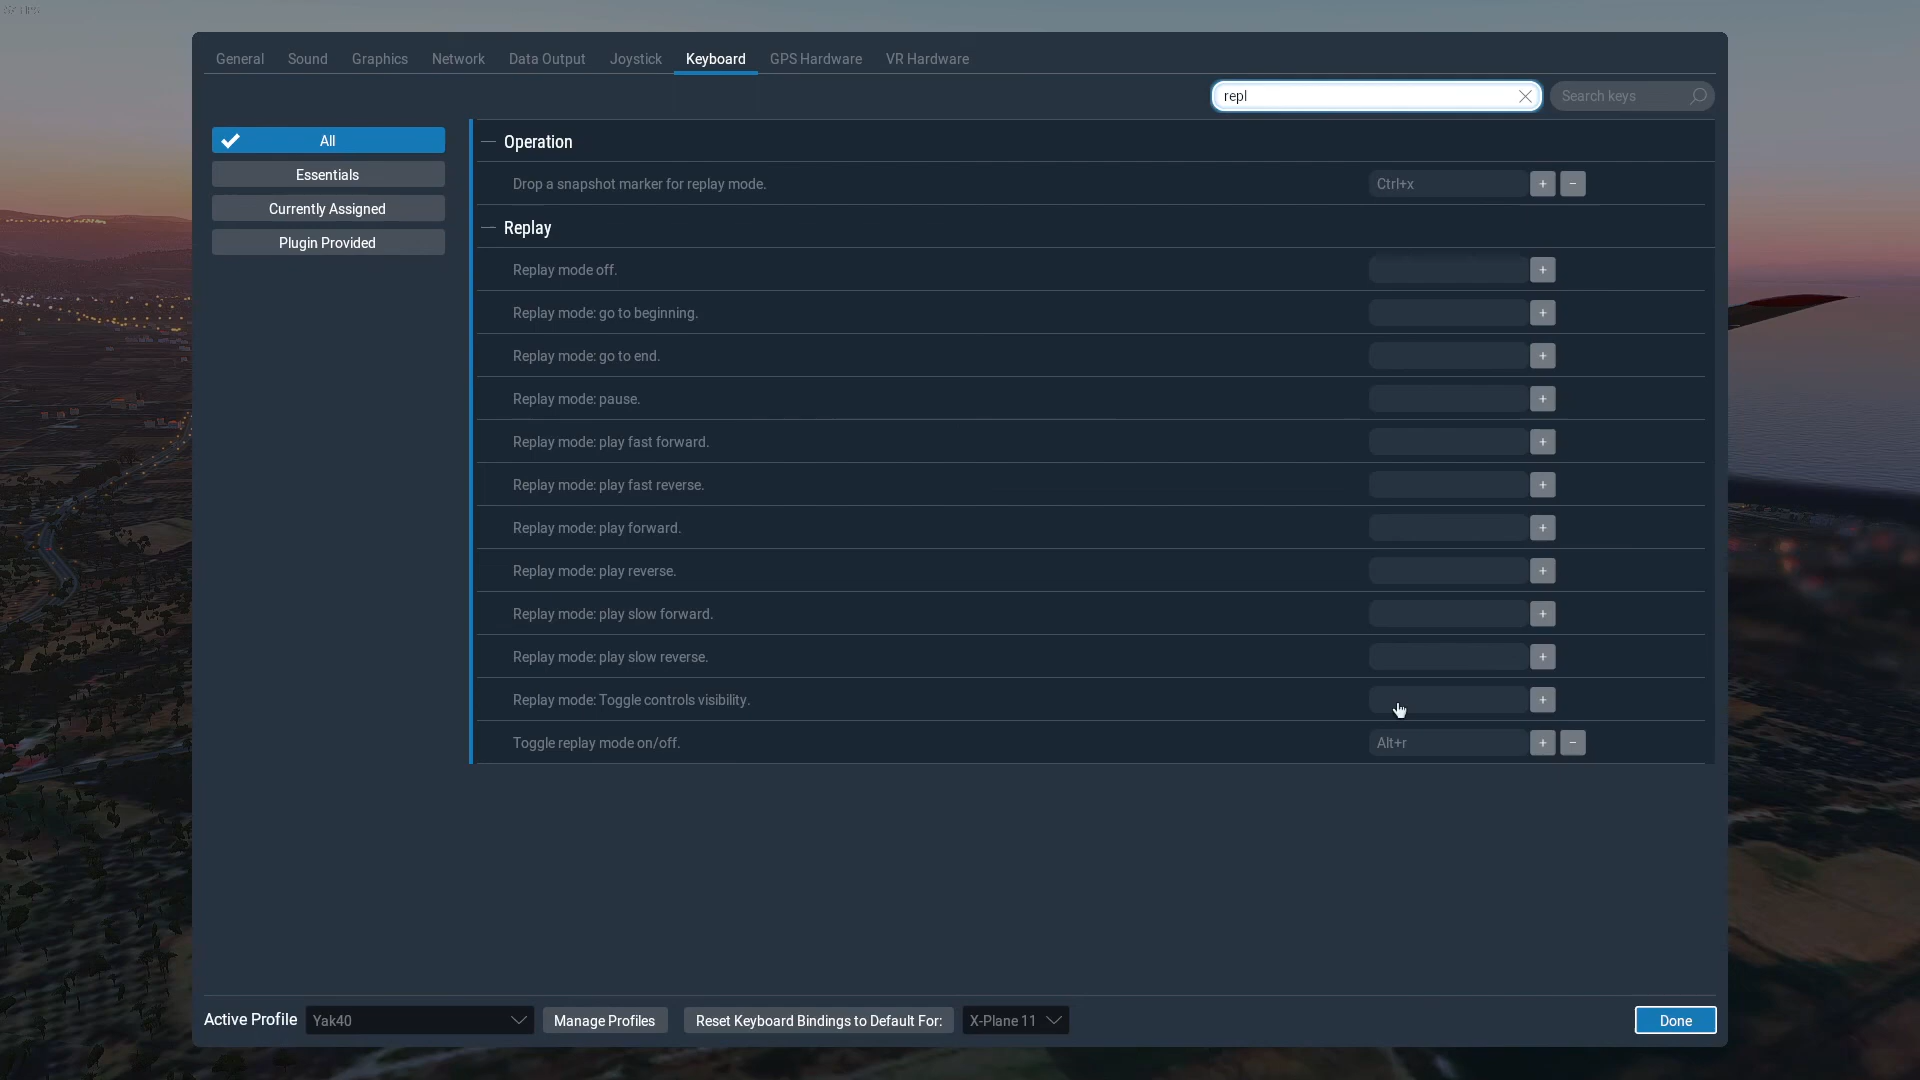 General Sound Graphics Network Data Output Joystick Keyboard GPS Hardware VR Hardware
repl Search keys
All
Essentials
Currently Assigned
Plugin Provided
Operation
Drop a snapshot marker for replay mode. Ctrl+x + −
Replay
Replay mode off. +
Replay mode: go to beginning. +
Replay mode: go to end. +
Replay mode: pause. +
Replay mode: play fast forward. +
Replay mode: play fast reverse. +
Replay mode: play forward. +
Replay mode: play reverse. +
Replay mode: play slow forward. +
Replay mode: play slow reverse. +
Replay mode: Toggle controls visibility. +
Toggle replay mode on/off. Alt+r + −
Active Profile Yak40 Manage Profiles Reset Keyboard Bindings to Default For: X-Plane 11 Done